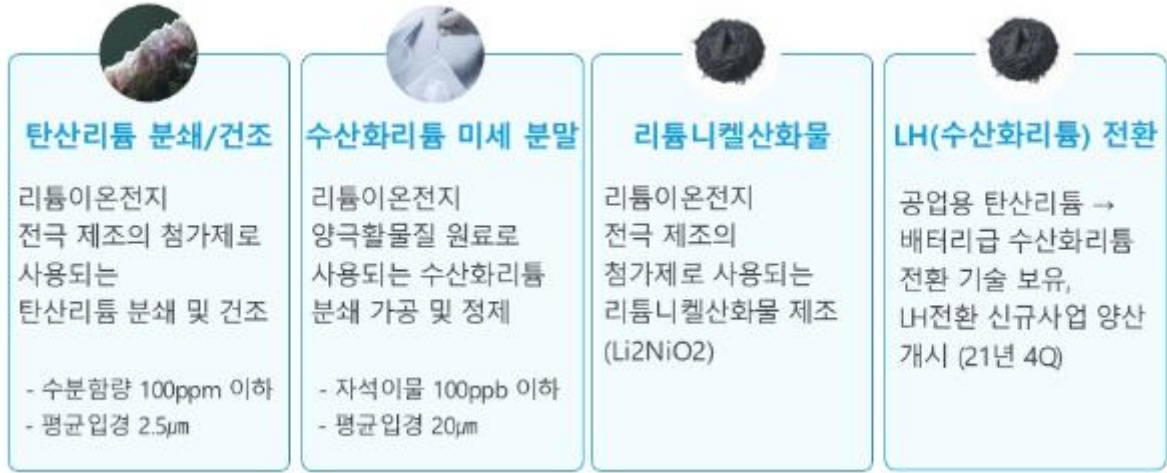 탄산리튬 분쇄/건조
리튬이온전지
전극 제조의 첨가제로
사용되는
탄산리튬 분쇄 및 건조
- 수분함량 100ppm 이하
- 평균입경 2.5㎛
수산화리튬 미세 분말
리튬이온전지
양극활물질 원료로
사용되는 수산화리튬
분쇄 가공 및 정제
- 자석이물 100ppb 이하
- 평균입경 20㎛
리튬니켈산화물
리튬이온전지
전극 제조의
첨가제로 사용되는
리튬니켈산화물 제조
(Li2NiO2)
LH(수산화리튬) 전환
공업용 탄산리튬 →
배터리급 수산화리튬
전환 기술 보유,
LH전환 신규사업 양산
개시 (21년 4Q)